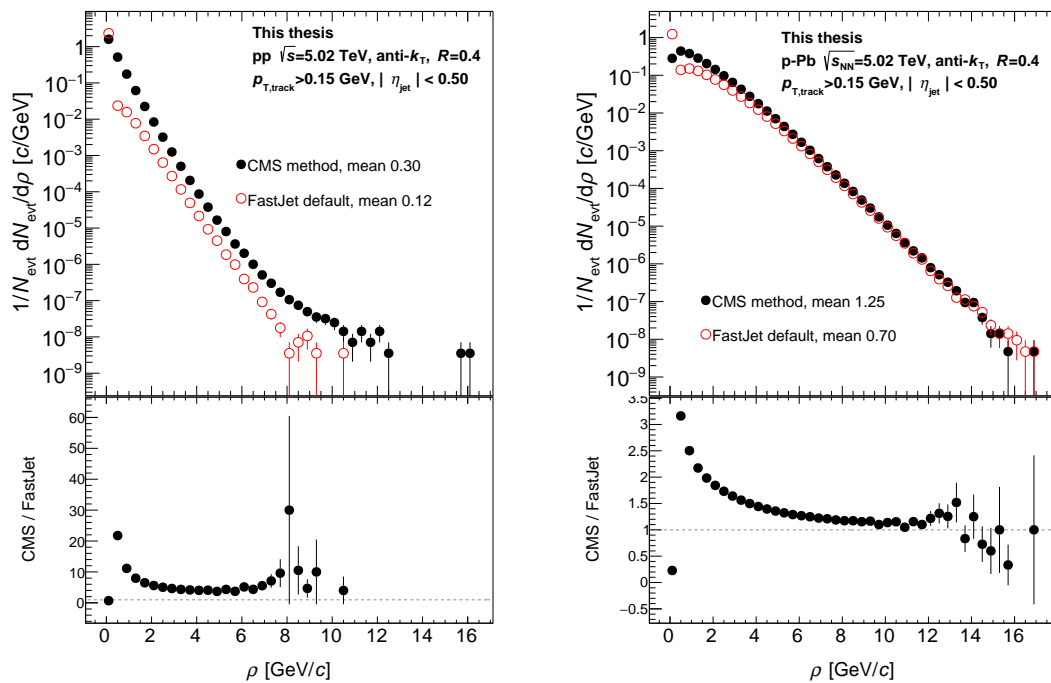 This thesis
pp √s=5.02 TeV, anti-kT, R=0.4
pT,track>0.15 GeV, | ηjet | < 0.50
CMS method, mean 0.30
FastJet default, mean 0.12
1/Nevt dNevt/dρ [c/GeV]
1
10⁻¹
10⁻²
10⁻³
10⁻⁴
10⁻⁵
10⁻⁶
10⁻⁷
10⁻⁸
10⁻⁹
CMS / FastJet
60
50
40
30
20
10
0
0 2 4 6 8 10 12 14 16
ρ [GeV/c]
This thesis
p-Pb √sNN=5.02 TeV, anti-kT, R=0.4
pT,track>0.15 GeV, | ηjet | < 0.50
CMS method, mean 1.25
FastJet default, mean 0.70
1/Nevt dNevt/dρ [c/GeV]
1
10⁻¹
10⁻²
10⁻³
10⁻⁴
10⁻⁵
10⁻⁶
10⁻⁷
10⁻⁸
10⁻⁹
CMS / FastJet
3.5
3
2.5
2
1.5
1
0.5
0
−0.5
0 2 4 6 8 10 12 14 16
ρ [GeV/c]